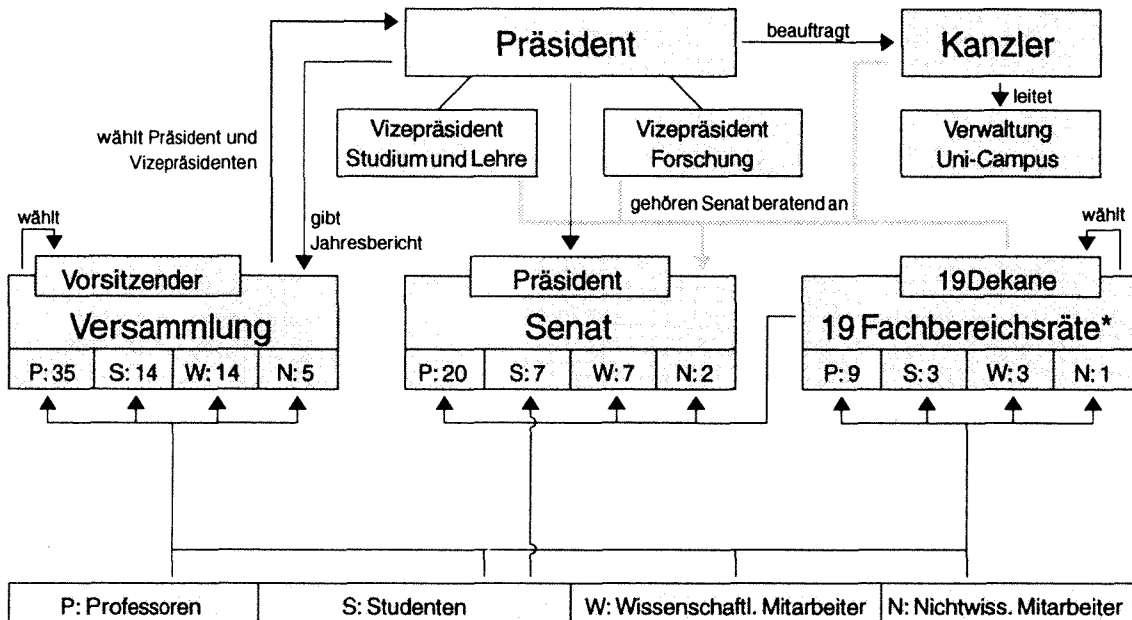 Präsident
beauftragt
Kanzler
leitet
wählt Präsident und
Vizepräsidenten
Vizepräsident
Studium und Lehre
Vizepräsident
Forschung
Verwaltung
Uni-Campus
gehören Senat beratend an
wählt
gibt
Jahresbericht
wählt
Vorsitzender
Versammlung
P: 35
S: 14
W: 14
N: 5
Präsident
Senat
P: 20
S: 7
W: 7
N: 2
19 Dekane
19 Fachbereichsräte*
P: 9
S: 3
W: 3
N: 1
P: Professoren
S: Studenten
W: Wissenschaftl. Mitarbeiter
N: Nichtwiss. Mitarbeiter